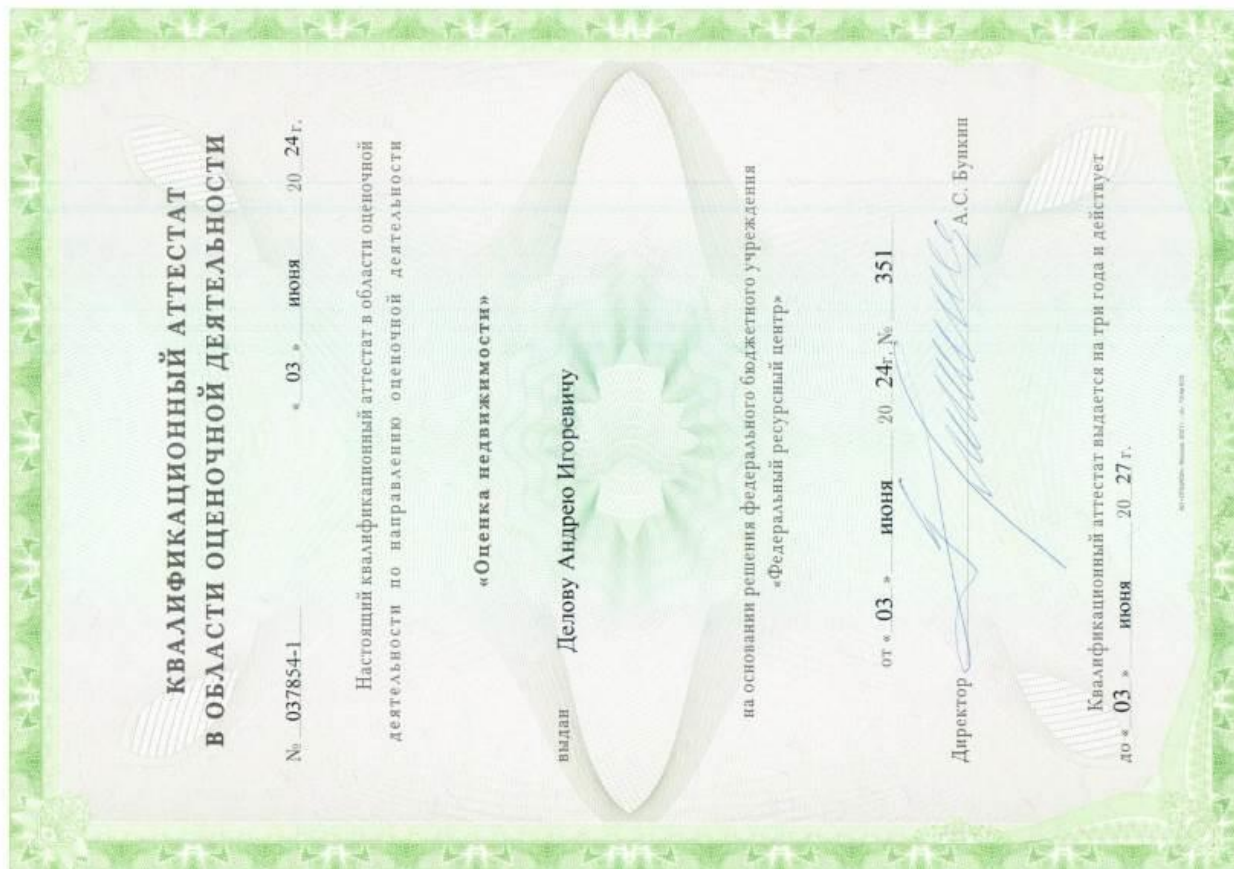 КВАЛИФИКАЦИОННЫЙ АТТЕСТАТ
В ОБЛАСТИ ОЦЕНОЧНОЙ ДЕЯТЕЛЬНОСТИ
№ 037854-1 « 03 » июня 20 24 г.
Настоящий квалификационный аттестат в области оценочной
деятельности по направлению оценочной деятельности
«Оценка недвижимости»
выдан Делову Андрею Игоревичу
на основании решения федерального бюджетного учреждения
«Федеральный ресурсный центр»
от « 03 » июня 20 24 г. № 351
Директор А.С. Бункин
Квалификационный аттестат выдается на три года и действует
до « 03 » июня 20 27 г.